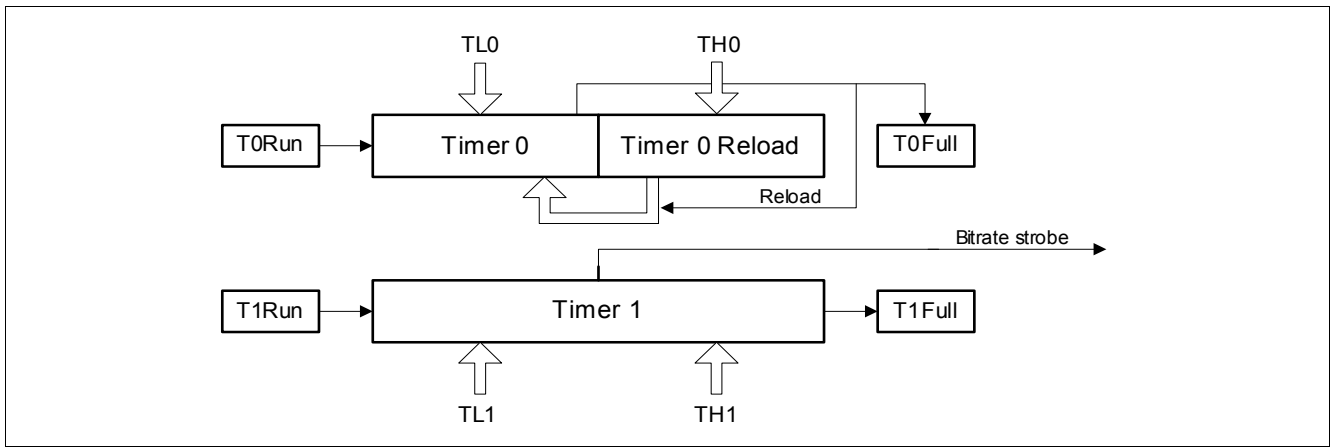 TL0 TH0
T0Run Timer 0 Timer 0 Reload T0Full
Reload
Bitrate strobe
T1Run Timer 1 T1Full
TL1 TH1